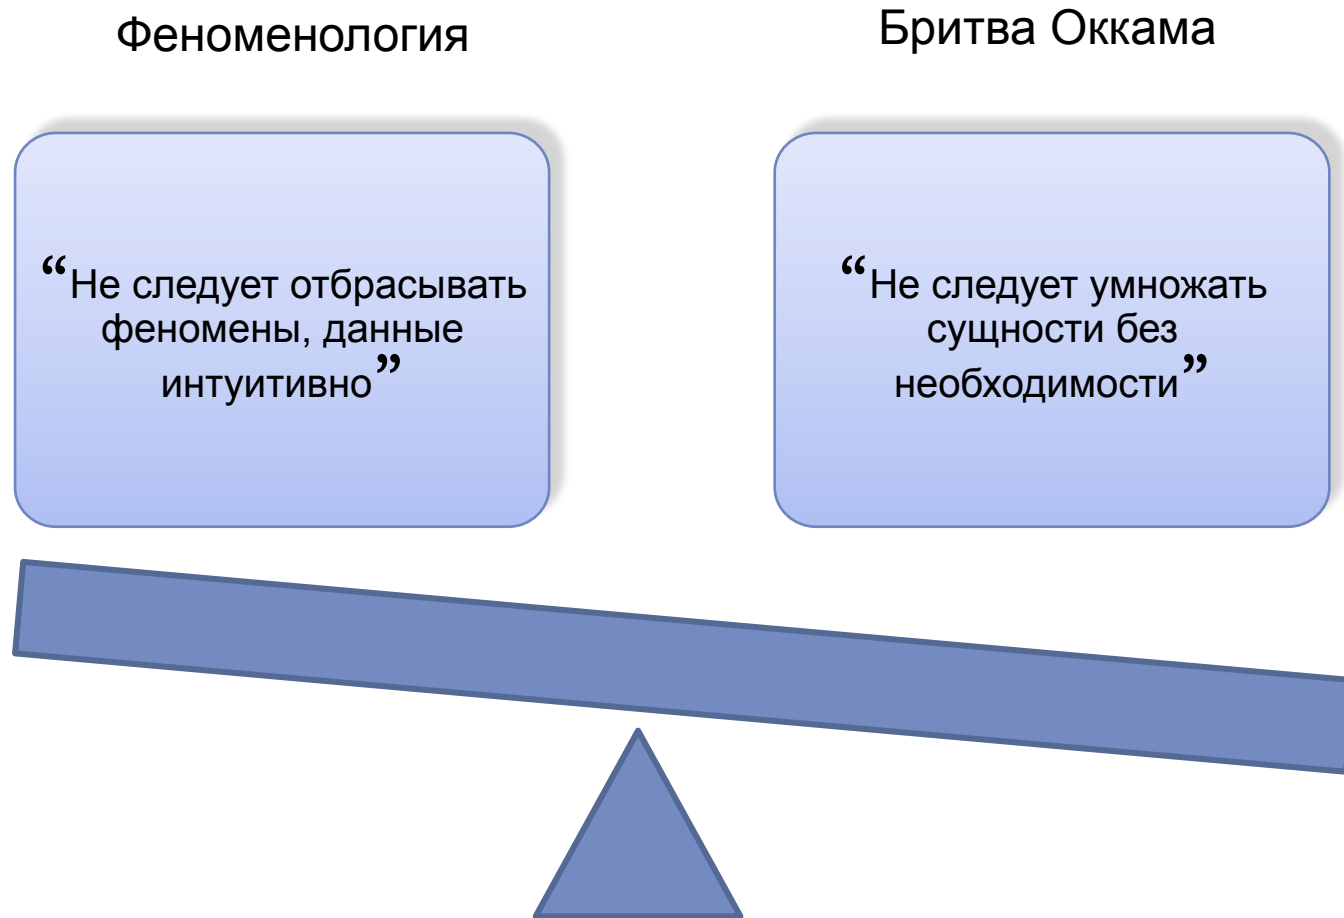 Феноменология
Бритва Оккама
“Не следует отбрасывать
феномены, данные
интуитивно”
“Не следует умножать
сущности без
необходимости”